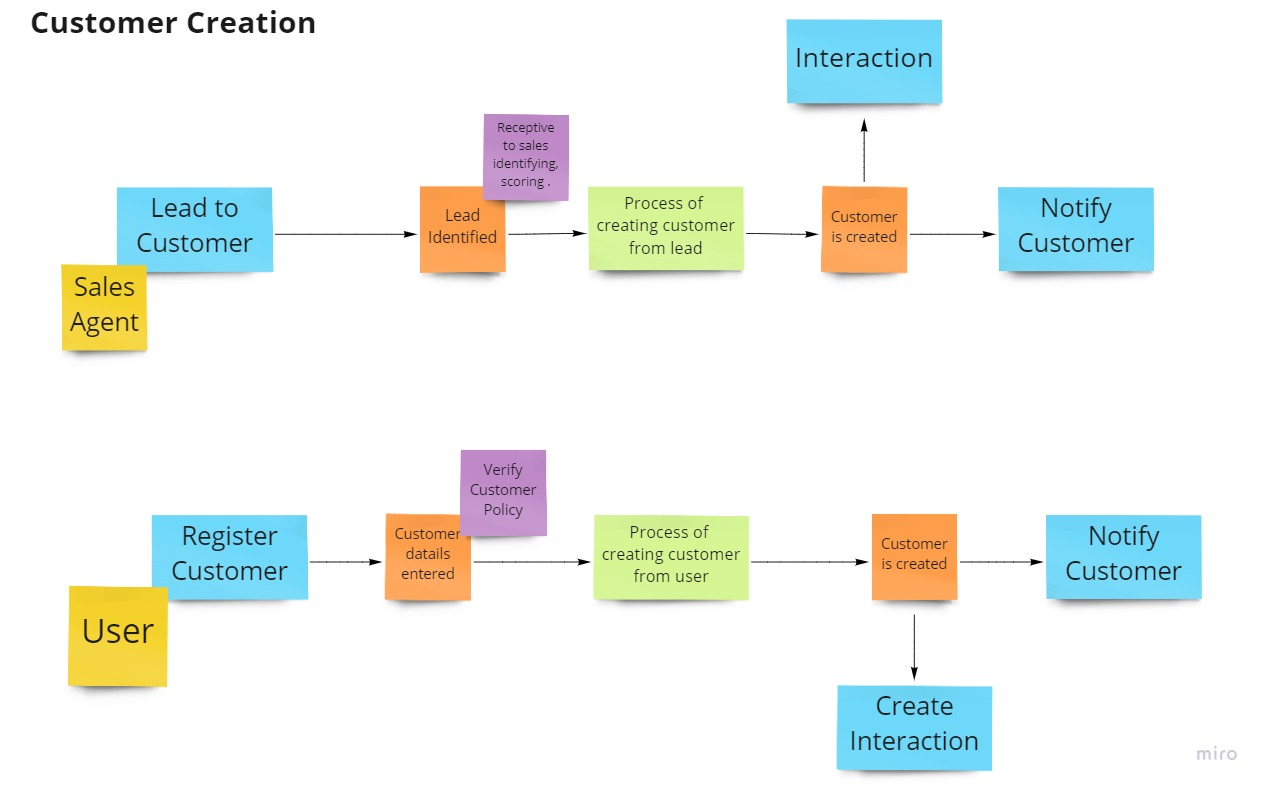 Customer Creation
Interaction
Receptive
to sales
identifying,
scoring .
Lead to
Customer
Lead
Identified
Process of
creating customer
from lead
Customer
is created
Notify
Customer
Sales
Agent
Verify
Customer
Policy
Register
Customer
Customer
datails
entered
Process of
creating customer
from user
Customer
is created
Notify
Customer
User
Create
Interaction
miro